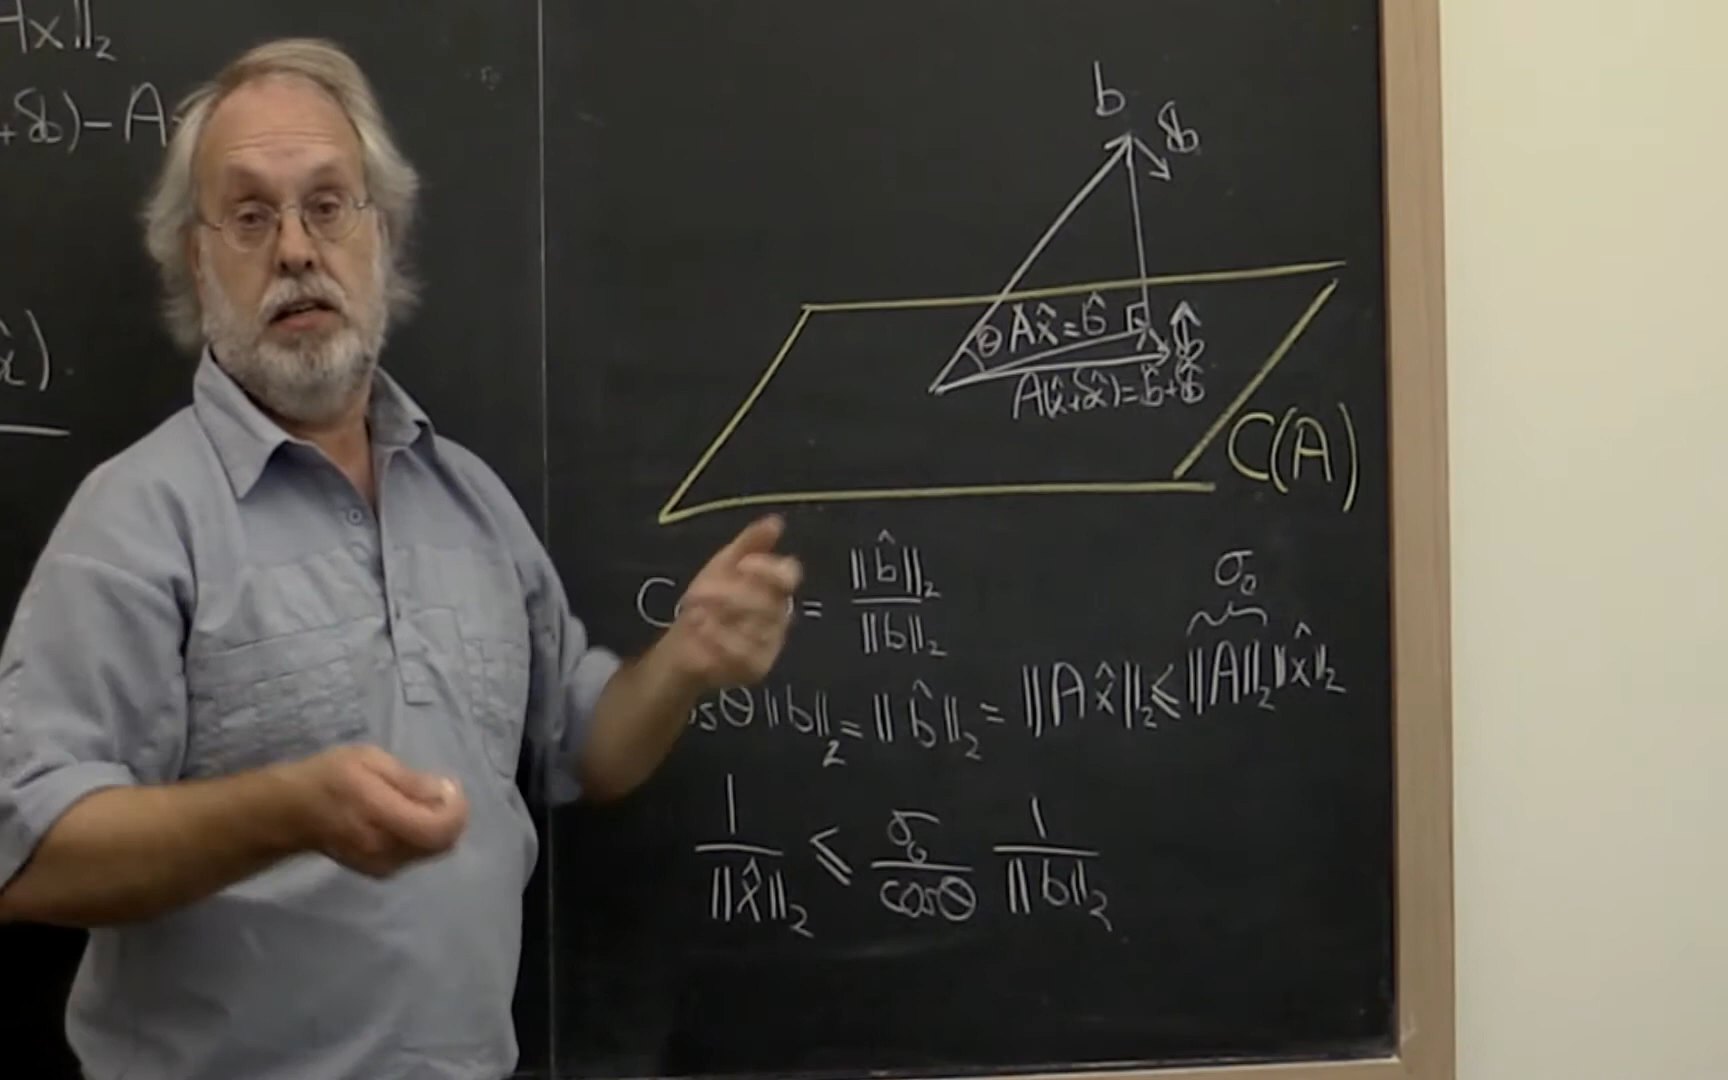 Ax‖₂
+δb) – A
x̂)
b
δb
θ Ax̂ = b̂
δb̂
A(x̂+δx̂) = b̂+δb̂
C(A)
= ‖b̂‖₂ / ‖b‖₂
σ₀
cosθ‖b‖₂ = ‖b̂‖₂ = ‖Ax̂‖₂ ≤ ‖A‖₂‖x̂‖₂
1/‖x̂‖₂ ≤ σ₀/cosθ 1/‖b‖₂